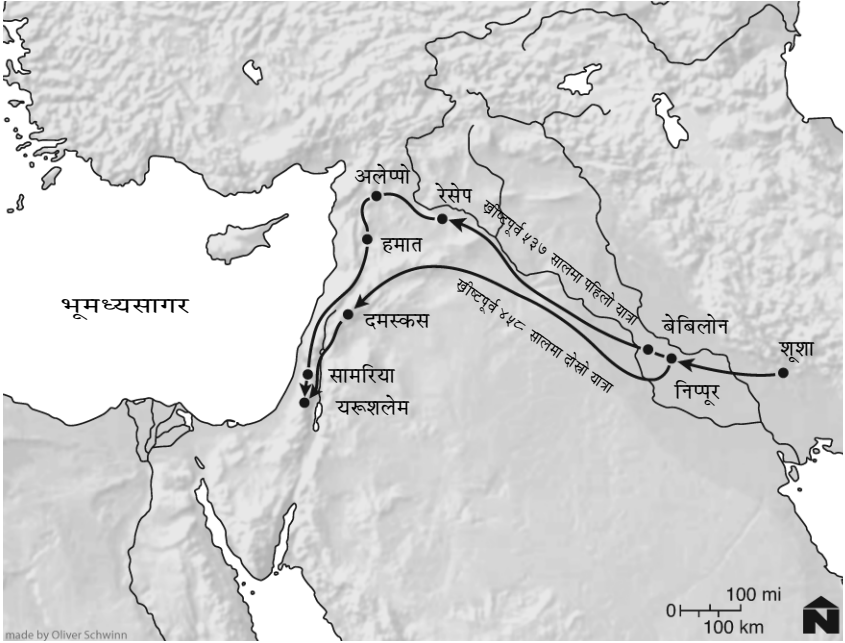 अलेप्पो
रेसेप
ख्रीष्टपूर्व ५३७ सालमा पहिलो यात्रा
हमात
भूमध्यसागर
ख्रीष्टपूर्व ४५८ सालमा दोस्रो यात्रा
दमस्कस
बेबिलोन
शूशा
सामरिया
निप्पूर
यरूशलेम
100 mi
0
100 km
N
made by Oliver Schwinn